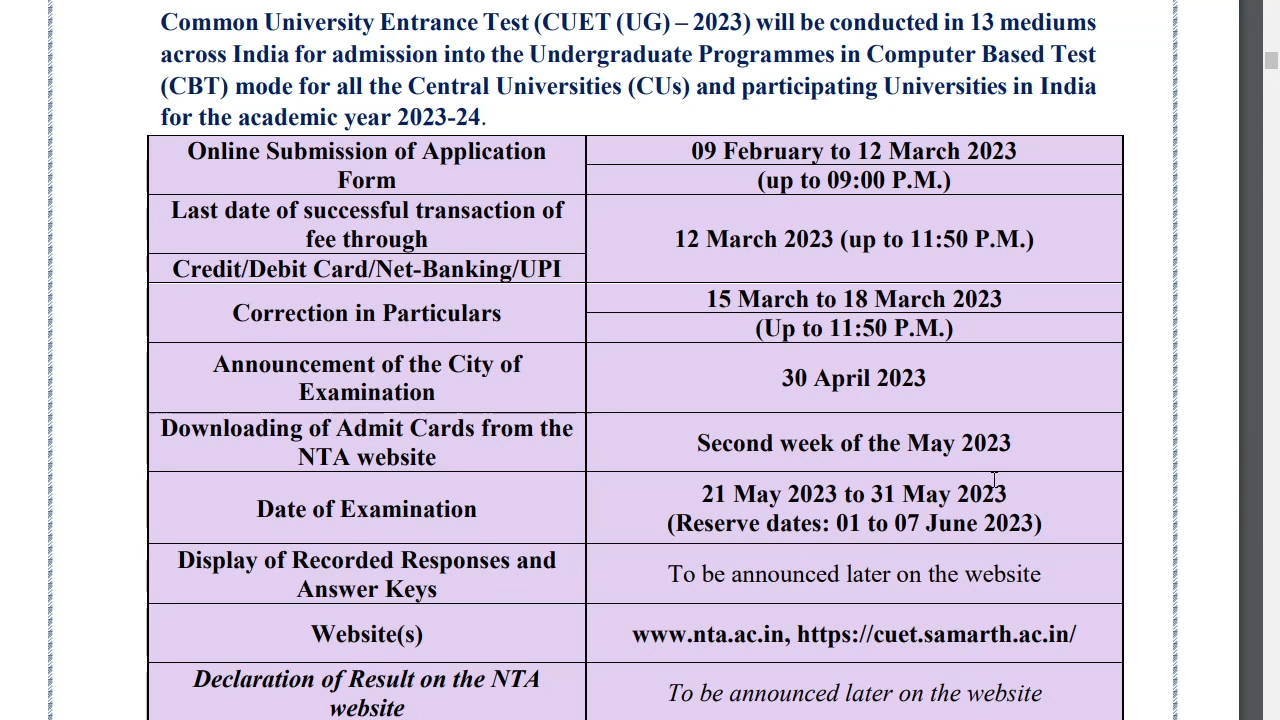 Common University Entrance Test (CUET (UG) – 2023) will be conducted in 13 mediums
across India for admission into the Undergraduate Programmes in Computer Based Test
(CBT) mode for all the Central Universities (CUs) and participating Universities in India
for the academic year 2023-24.
Online Submission of Application
Form
09 February to 12 March 2023
(up to 09:00 P.M.)
Last date of successful transaction of
fee through
Credit/Debit Card/Net-Banking/UPI
12 March 2023 (up to 11:50 P.M.)
Correction in Particulars
15 March to 18 March 2023
(Up to 11:50 P.M.)
Announcement of the City of
Examination
30 April 2023
Downloading of Admit Cards from the
NTA website
Second week of the May 2023
Date of Examination
21 May 2023 to 31 May 2023
(Reserve dates: 01 to 07 June 2023)
Display of Recorded Responses and
Answer Keys
To be announced later on the website
Website(s)
www.nta.ac.in, https://cuet.samarth.ac.in/
Declaration of Result on the NTA
website
To be announced later on the website